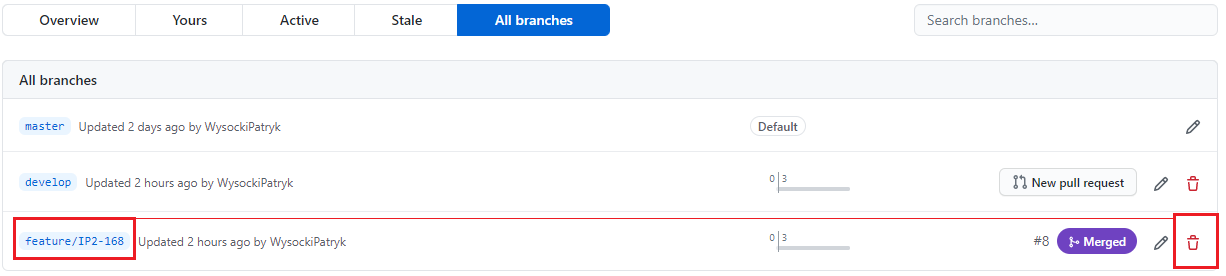 Overview Yours Active Stale All branches Search branches...
All branches
master Updated 2 days ago by WysockiPatryk Default
develop Updated 2 hours ago by WysockiPatryk 0 3 New pull request
feature/IP2-168 Updated 2 hours ago by WysockiPatryk 0 3 #8 Merged